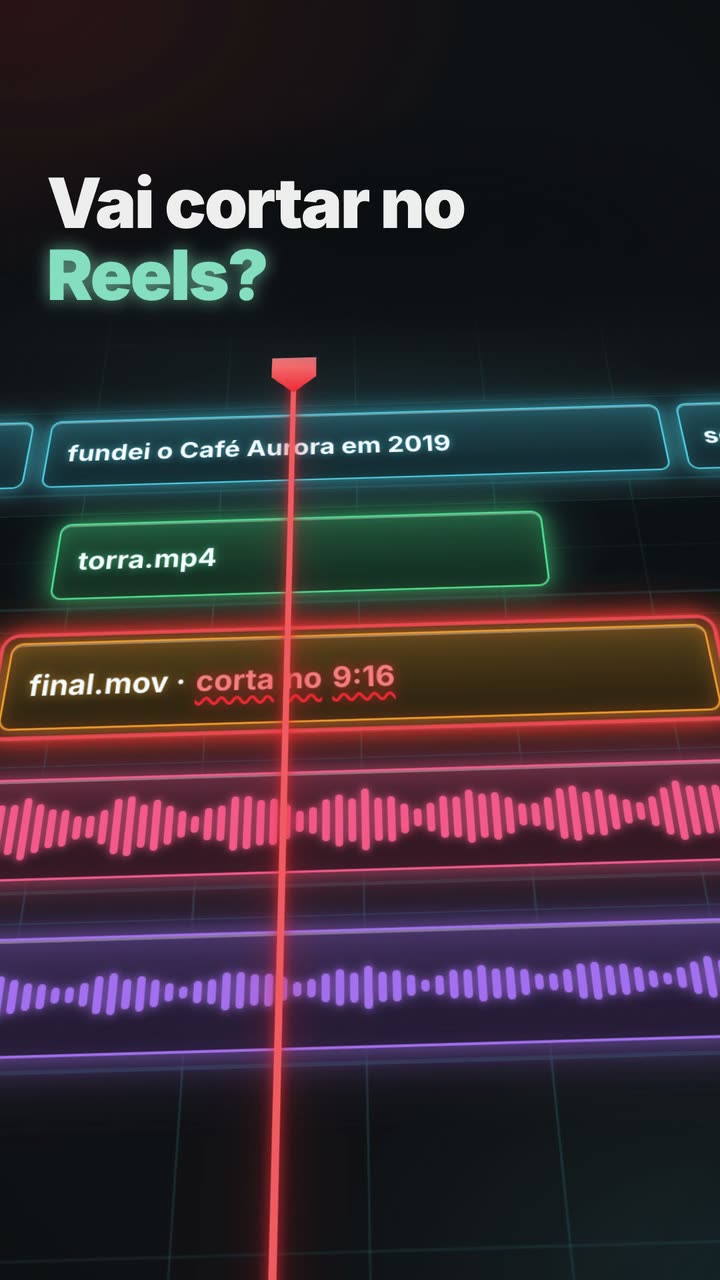 Vai cortar no
Reels?
fundei o Café Aurora em 2019
torra.mp4
final.mov · corta no 9:16